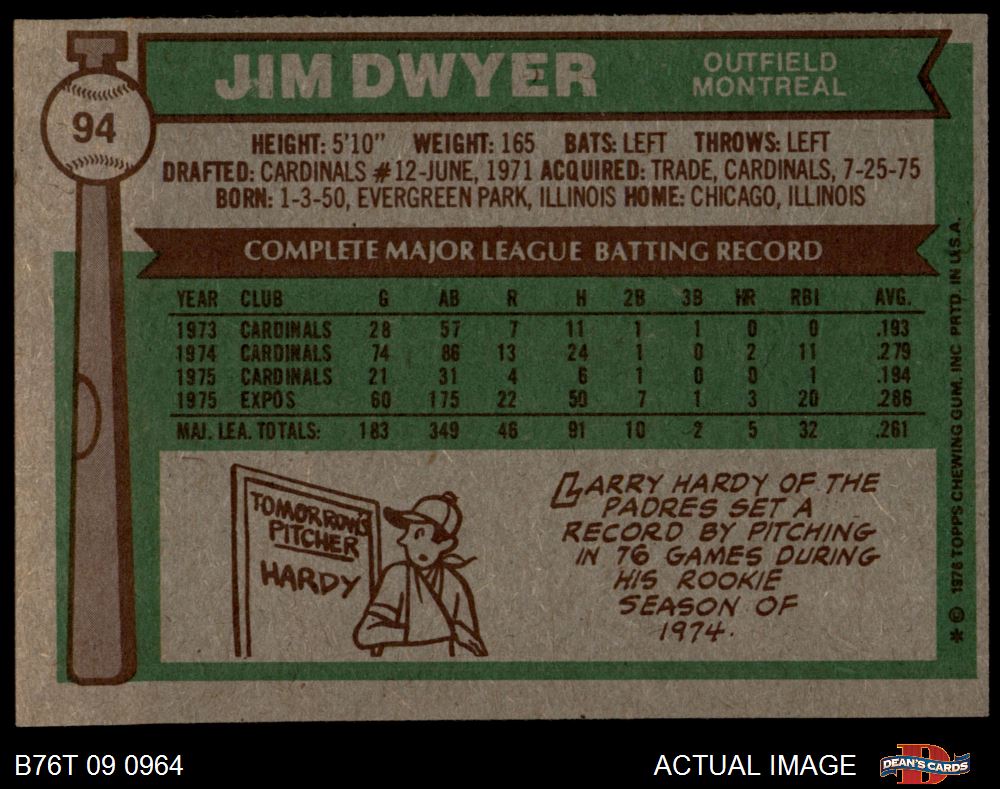 94
JIM DWYER
OUTFIELD
MONTREAL
HEIGHT: 5'10" WEIGHT: 165 BATS: LEFT THROWS: LEFT
DRAFTED: CARDINALS #12-JUNE, 1971 ACQUIRED: TRADE, CARDINALS, 7-25-75
BORN: 1-3-50, EVERGREEN PARK, ILLINOIS HOME: CHICAGO, ILLINOIS
COMPLETE MAJOR LEAGUE BATTING RECORD
YEAR CLUB G AB R H 2B 3B HR RBI AVG.
1973 CARDINALS 28 57 7 11 1 1 0 0 .193
1974 CARDINALS 74 86 13 24 1 0 2 11 .279
1975 CARDINALS 21 31 4 6 1 0 0 1 .194
1975 EXPOS 60 175 22 50 7 1 3 20 .286
MAJ. LEA. TOTALS: 183 349 46 91 10 2 5 32 .261
TOMORROW'S
PITCHER
HARDY
LARRY HARDY OF THE
PADRES SET A
RECORD BY PITCHING
IN 76 GAMES DURING
HIS ROOKIE
SEASON OF
1974.
* © 1976 TOPPS CHEWING GUM, INC PRTD. IN U.S.A.
B76T 09 0964
ACTUAL IMAGE
D
DEAN'S CARDS